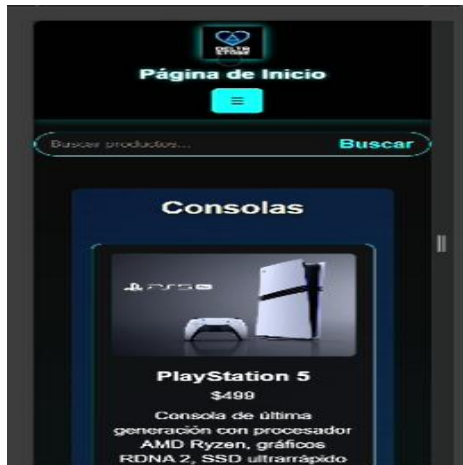 DELTA
STORE
Página de Inicio
≡
Buscar productos...
Buscar
Consolas
PS5
PlayStation 5
$499
Consola de última
generación con procesador
AMD Ryzen, gráficos
RDNA 2, SSD ultrarrápido